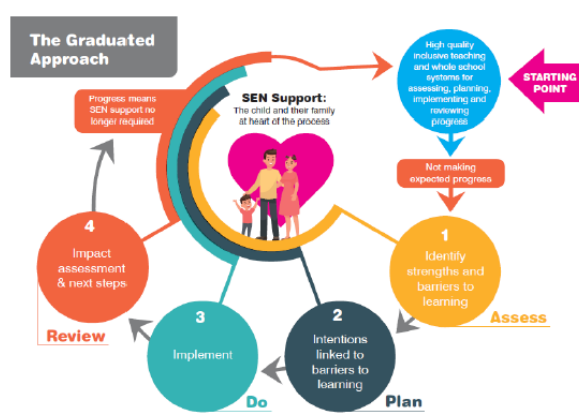 The Graduated
Approach
High quality
inclusive teaching
and whole school
systems for
assessing, planning,
implementing and
reviewing
progress
STARTING
POINT
Progress means
SEN support no
longer required
SEN Support:
The child and their family
at heart of the process
Not making
expected progress
1
Identify
strengths and
barriers to
learning
Assess
2
Intentions
linked to
barriers to
learning
Plan
3
Implement
Do
4
Impact
assessment
& next steps
Review